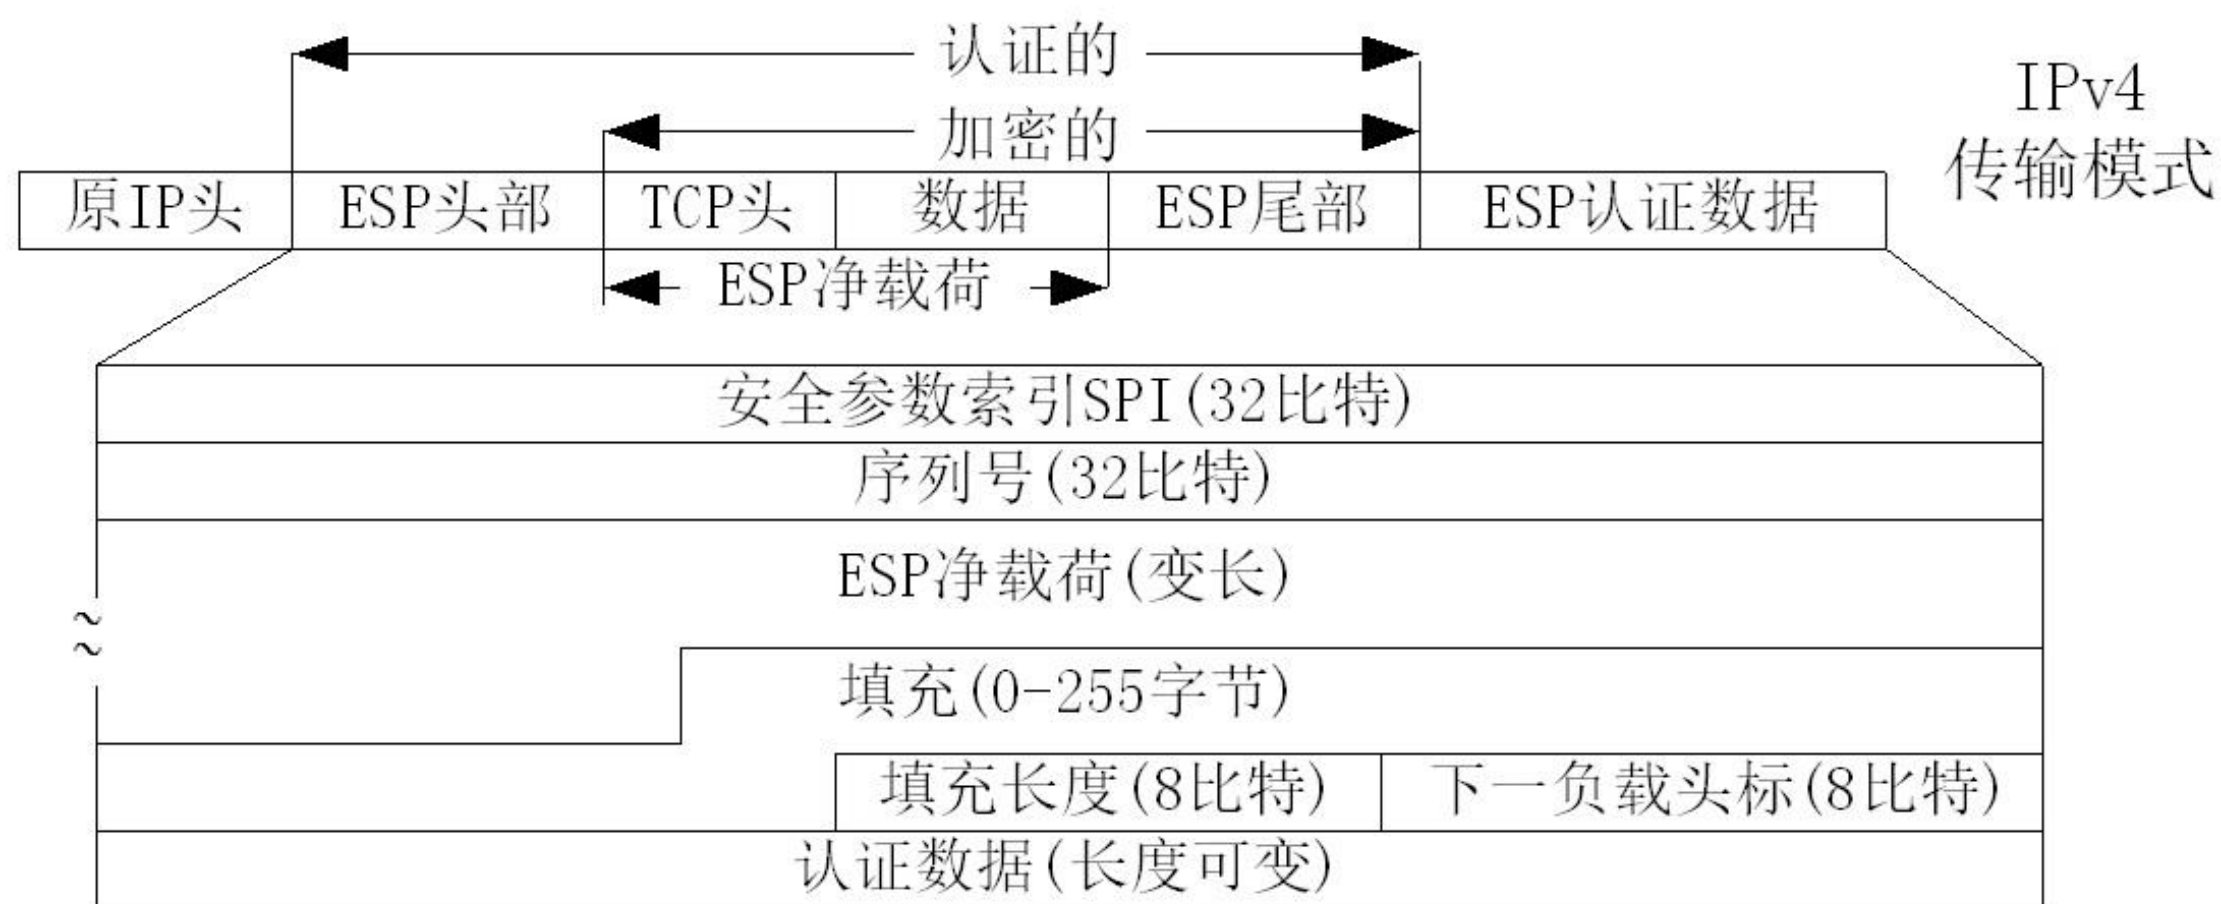 认证的
加密的
IPv4
传输模式
原IP头 ESP头部 TCP头 数据 ESP尾部 ESP认证数据
ESP净载荷
安全参数索引SPI(32比特)
序列号(32比特)
ESP净载荷(变长)
~
~
填充(0-255字节)
填充长度(8比特) 下一负载头标(8比特)
认证数据(长度可变)